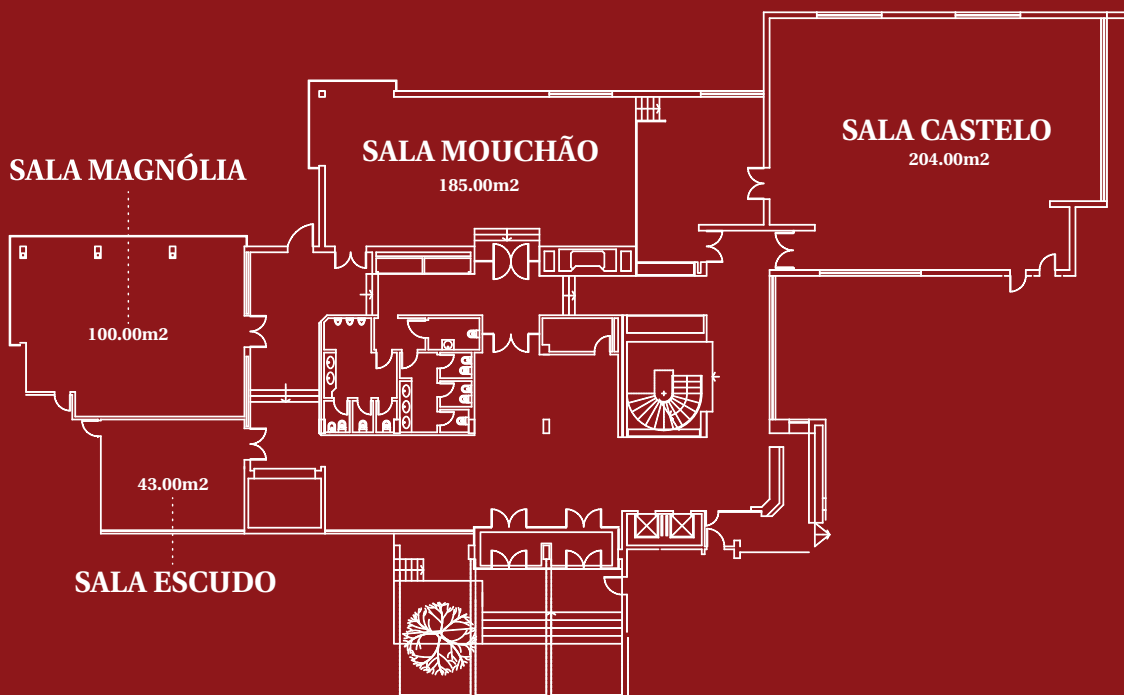 SALA CASTELO
204.00m2
SALA MOUCHÃO
185.00m2
SALA MAGNÓLIA
100.00m2
43.00m2
SALA ESCUDO